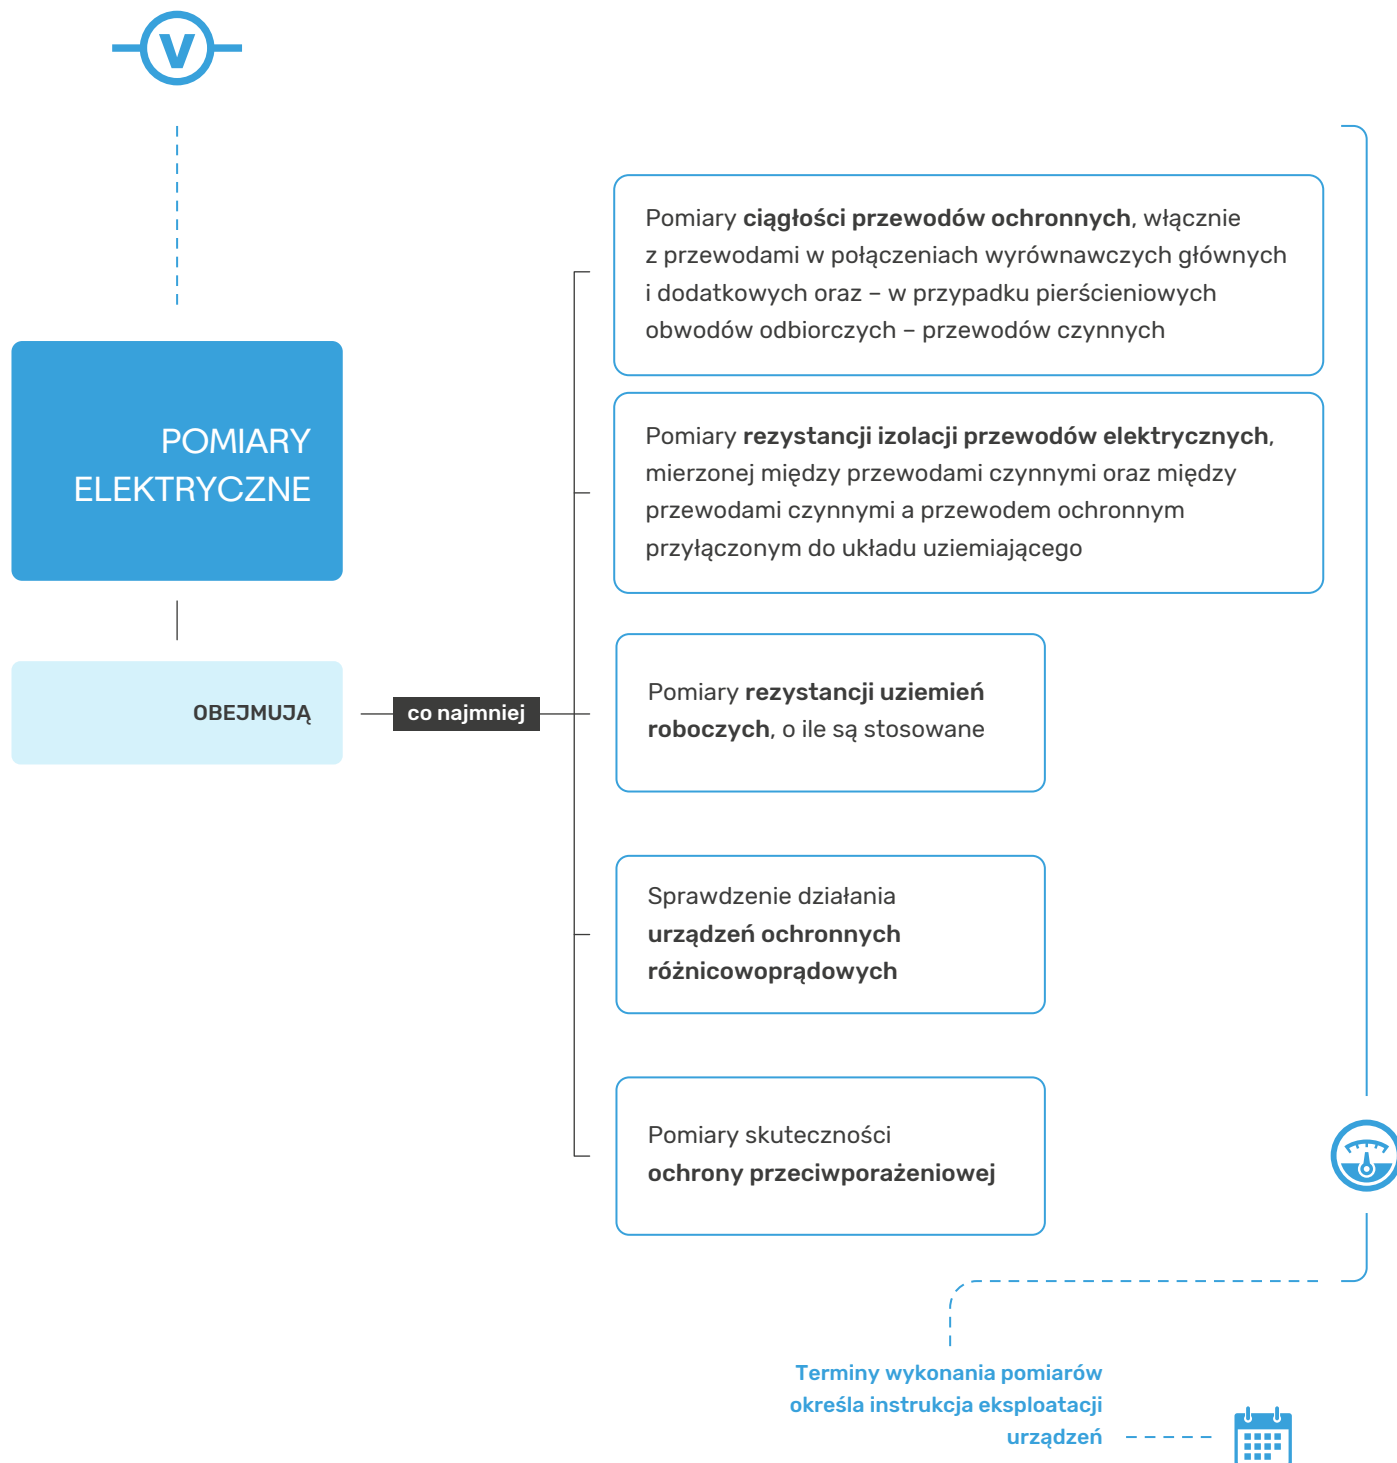 V
POMIARY
ELEKTRYCZNE
OBEJMUJĄ
co najmniej
Pomiary ciągłości przewodów ochronnych, włącznie
z przewodami w połączeniach wyrównawczych głównych
i dodatkowych oraz – w przypadku pierścieniowych
obwodów odbiorczych – przewodów czynnych
Pomiary rezystancji izolacji przewodów elektrycznych,
mierzonej między przewodami czynnymi oraz między
przewodami czynnymi a przewodem ochronnym
przyłączonym do układu uziemiającego
Pomiary rezystancji uziemień
roboczych, o ile są stosowane
Sprawdzenie działania
urządzeń ochronnych
różnicowoprądowych
Pomiary skuteczności
ochrony przeciwporażeniowej
Terminy wykonania pomiarów
określa instrukcja eksploatacji
urządzeń